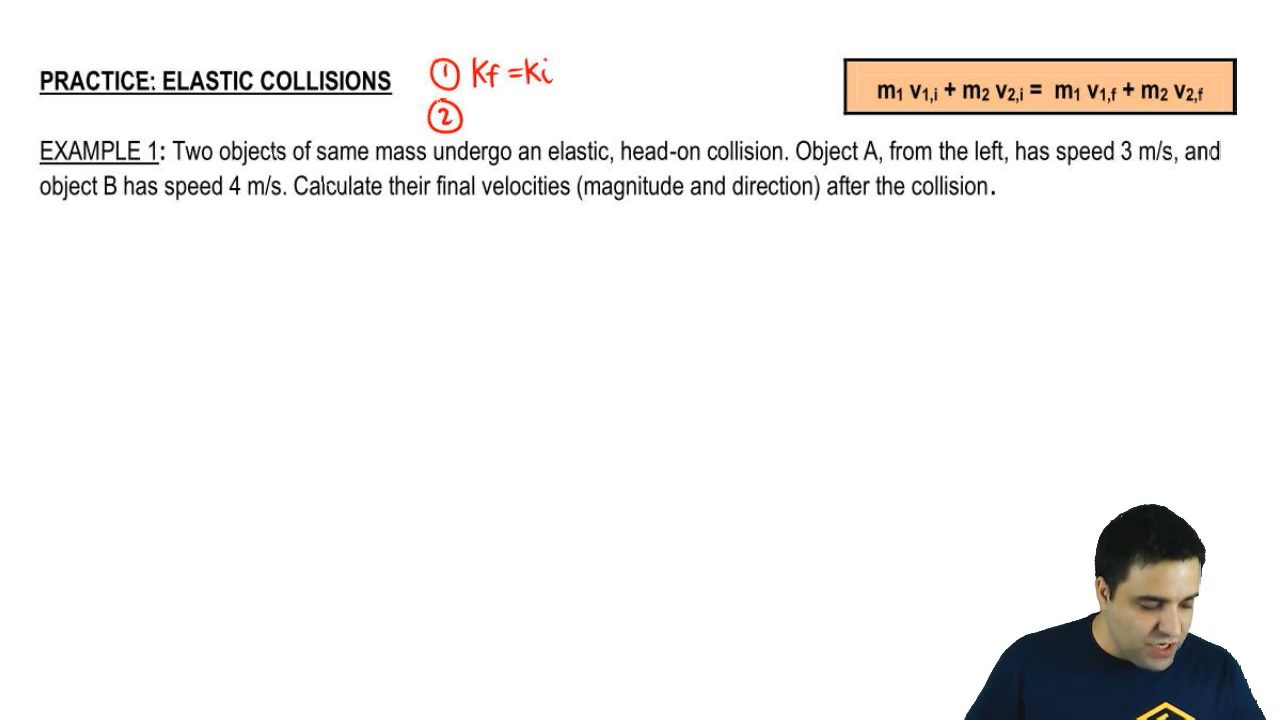 PRACTICE: ELASTIC COLLISIONS
① Kf = Ki
②
m₁ v₁,ᵢ + m₂ v₂,ᵢ = m₁ v₁,f + m₂ v₂,f
EXAMPLE 1: Two objects of same mass undergo an elastic, head-on collision. Object A, from the left, has speed 3 m/s, and
object B has speed 4 m/s. Calculate their final velocities (magnitude and direction) after the collision.